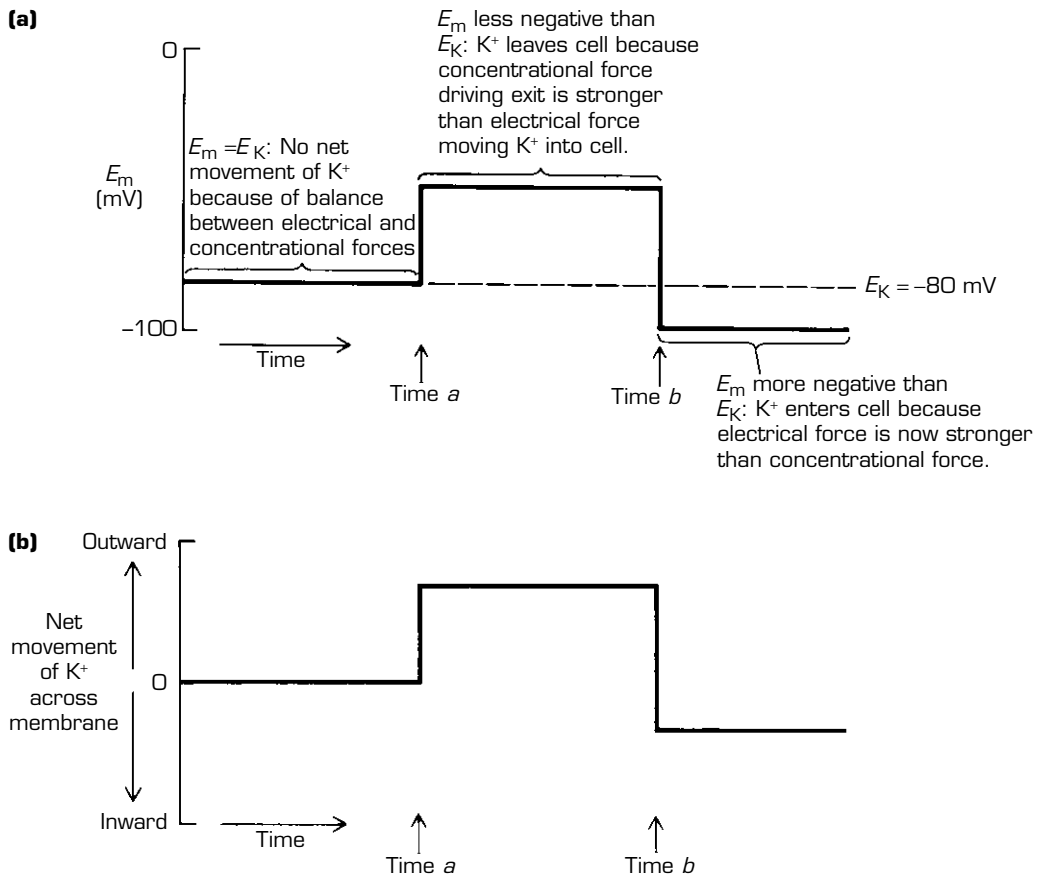 (a)
Em less negative than
EK: K+ leaves cell because
concentrational force
driving exit is stronger
than electrical force
moving K+ into cell.
0
Em =EK: No net
movement of K+
because of balance
between electrical and
concentrational forces
Em
(mV)
EK = –80 mV
–100
Time
Time a
Time b
Em more negative than
EK: K+ enters cell because
electrical force is now stronger
than concentrational force.
(b)
Outward
Net
movement
of K+
across
membrane
0
Inward
Time
Time a
Time b